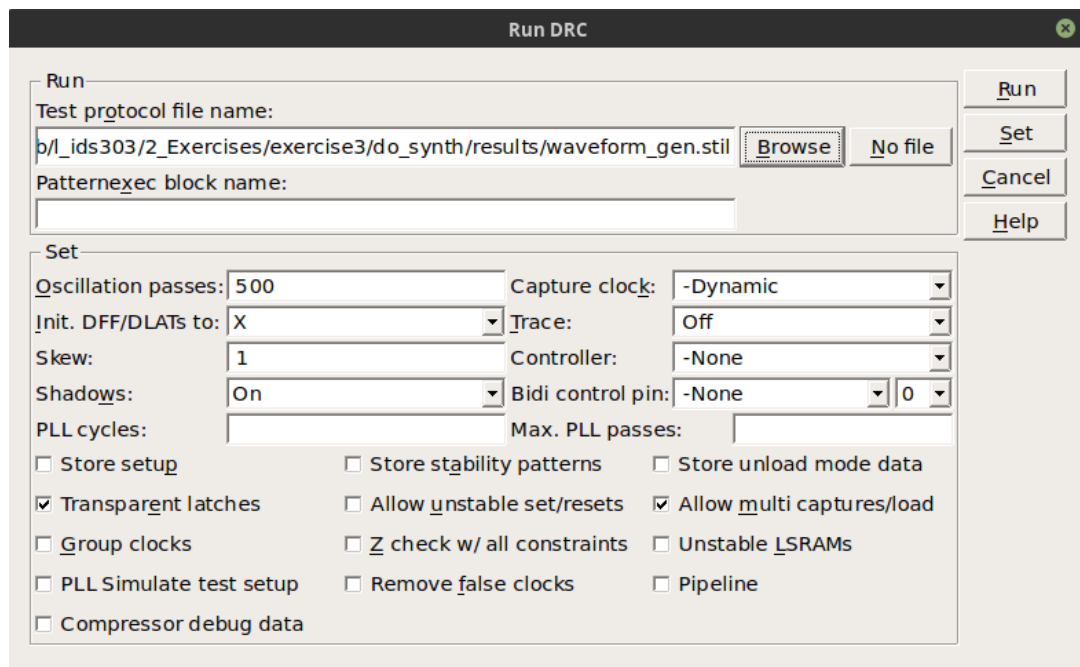 Run DRC
Run
Test protocol file name:
b/l_ids303/2_Exercises/exercise3/do_synth/results/waveform_gen.stil Browse No file
Patternexec block name:
Run
Set
Cancel
Help
Set
Oscillation passes: 500 Capture clock: -Dynamic
Init. DFF/DLATs to: X Trace: Off
Skew: 1 Controller: -None
Shadows: On Bidi control pin: -None 0
PLL cycles: Max. PLL passes:
Store setup Store stability patterns Store unload mode data
Transparent latches Allow unstable set/resets Allow multi captures/load
Group clocks Z check w/ all constraints Unstable LSRAMs
PLL Simulate test setup Remove false clocks Pipeline
Compressor debug data